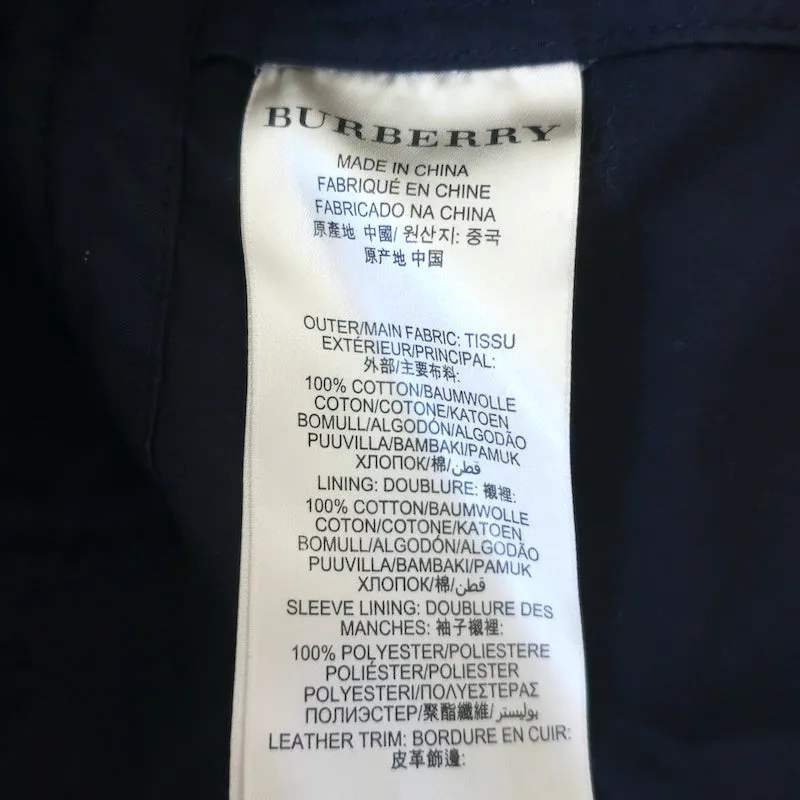 BURBERRY
MADE IN CHINA
FABRIQUÉ EN CHINE
FABRICADO NA CHINA
原產地 中國/ 원산지: 중국
原产地 中国
OUTER/MAIN FABRIC: TISSU
EXTÉRIEUR/PRINCIPAL:
外部/主要布料:
100% COTTON/BAUMWOLLE
COTON/COTONE/KATOEN
BOMULL/ALGODÓN/ALGODÃO
PUUVILLA/BAMBAKI/PAMUK
ХЛОПОК/棉/قطن
LINING: DOUBLURE: 襯裡:
100% COTTON/BAUMWOLLE
COTON/COTONE/KATOEN
BOMULL/ALGODÓN/ALGODÃO
PUUVILLA/BAMBAKI/PAMUK
ХЛОПОК/棉/قطن
SLEEVE LINING: DOUBLURE DES
MANCHES: 袖子襯裡:
100% POLYESTER/POLIESTERE
POLIÉSTER/POLIESTER
POLYESTERI/ΠΟΛΥΕΣΤΕΡΑΣ
ПОЛИЭСТЕР/聚酯纖維/بوليستر
LEATHER TRIM: BORDURE EN CUIR:
皮革飾邊: